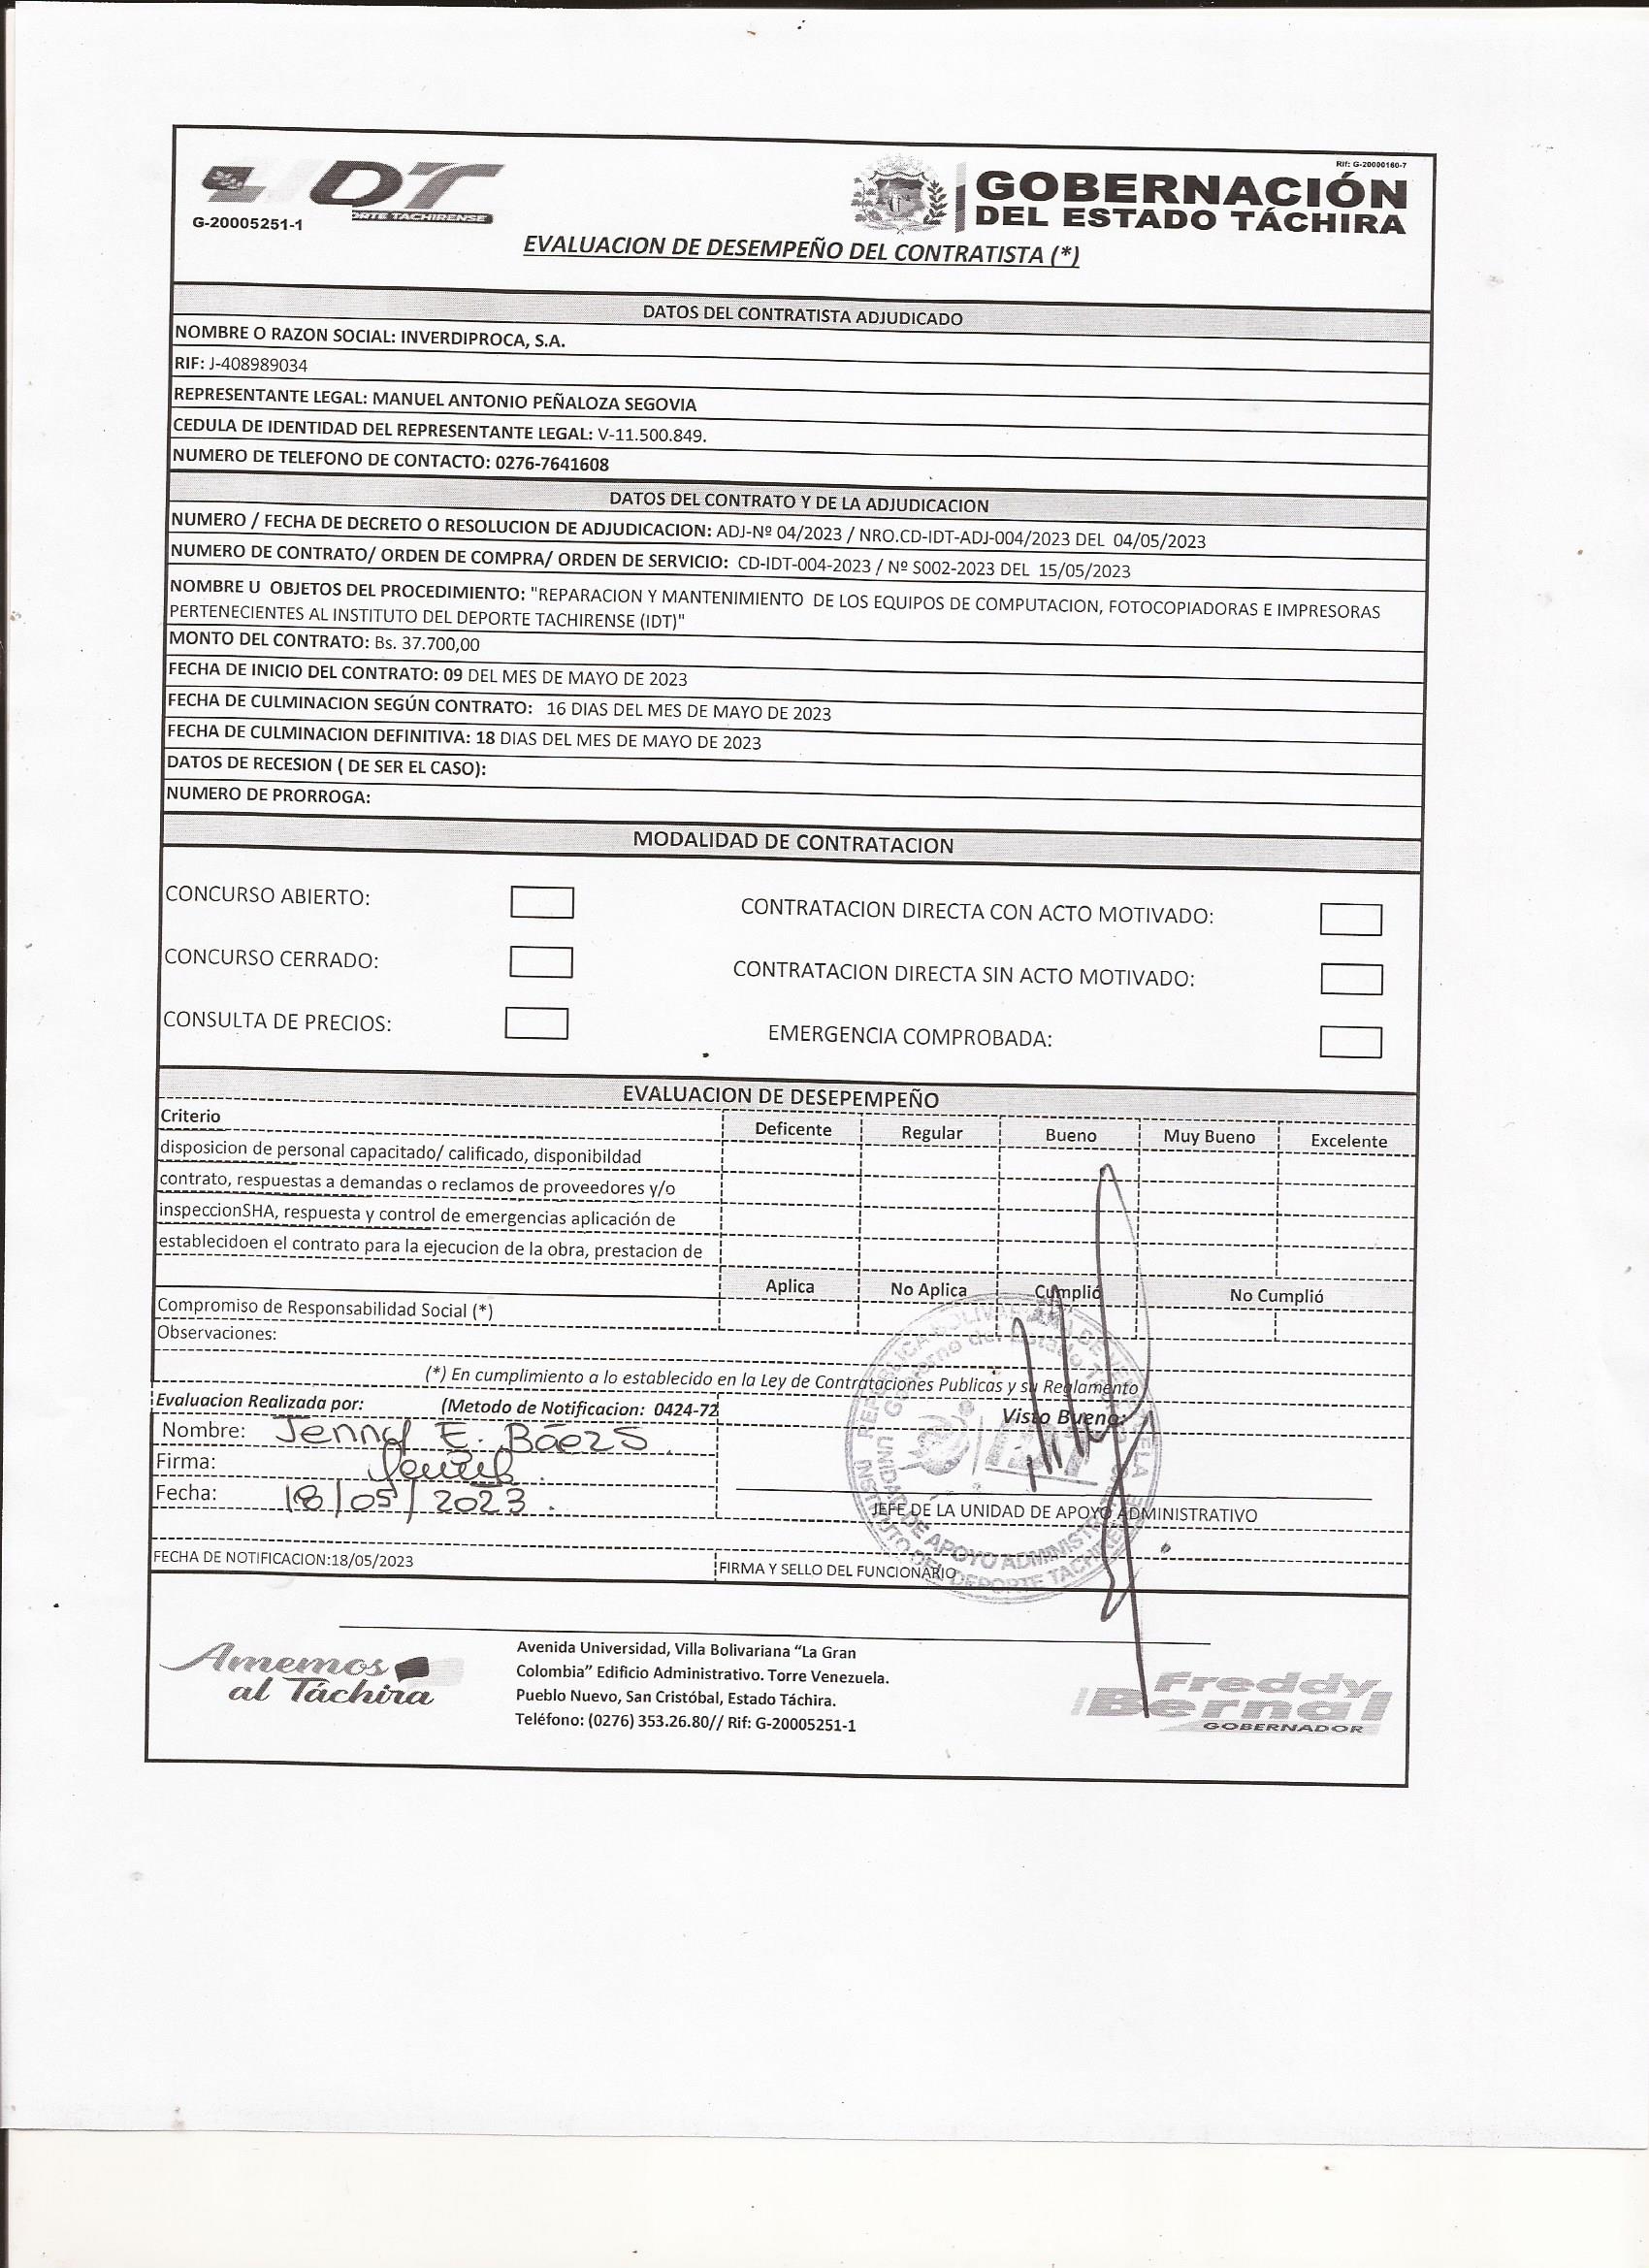 IDT
DEPORTE TACHIRENSE
G-20005251-1
Rif: G-20000160-7
GOBERNACIÓN
DEL ESTADO TÁCHIRA
EVALUACION DE DESEMPEÑO DEL CONTRATISTA (*)
DATOS DEL CONTRATISTA ADJUDICADO
NOMBRE O RAZON SOCIAL: INVERDIPROCA, S.A.
RIF: J-408989034
REPRESENTANTE LEGAL: MANUEL ANTONIO PEÑALOZA SEGOVIA
CEDULA DE IDENTIDAD DEL REPRESENTANTE LEGAL: V-11.500.849.
NUMERO DE TELEFONO DE CONTACTO: 0276-7641608
DATOS DEL CONTRATO Y DE LA ADJUDICACION
NUMERO / FECHA DE DECRETO O RESOLUCION DE ADJUDICACION: ADJ-Nº 04/2023 / NRO.CD-IDT-ADJ-004/2023 DEL 04/05/2023
NUMERO DE CONTRATO/ ORDEN DE COMPRA/ ORDEN DE SERVICIO: CD-IDT-004-2023 / Nº S002-2023 DEL 15/05/2023
NOMBRE U OBJETOS DEL PROCEDIMIENTO: "REPARACION Y MANTENIMIENTO DE LOS EQUIPOS DE COMPUTACION, FOTOCOPIADORAS E IMPRESORAS
PERTENECIENTES AL INSTITUTO DEL DEPORTE TACHIRENSE (IDT)"
MONTO DEL CONTRATO: Bs. 37.700,00
FECHA DE INICIO DEL CONTRATO: 09 DEL MES DE MAYO DE 2023
FECHA DE CULMINACION SEGÚN CONTRATO: 16 DIAS DEL MES DE MAYO DE 2023
FECHA DE CULMINACION DEFINITIVA: 18 DIAS DEL MES DE MAYO DE 2023
DATOS DE RECESION ( DE SER EL CASO):
NUMERO DE PRORROGA:
MODALIDAD DE CONTRATACION
CONCURSO ABIERTO: CONTRATACION DIRECTA CON ACTO MOTIVADO:
CONCURSO CERRADO: CONTRATACION DIRECTA SIN ACTO MOTIVADO:
CONSULTA DE PRECIOS: EMERGENCIA COMPROBADA:
EVALUACION DE DESEPEMPEÑO
Criterio Deficente Regular Bueno Muy Bueno Excelente
disposicion de personal capacitado/ calificado, disponibildad
contrato, respuestas a demandas o reclamos de proveedores y/o
inspeccionSHA, respuesta y control de emergencias aplicación de
establecidoen el contrato para la ejecucion de la obra, prestacion de
Aplica No Aplica Cumplió No Cumplió
Compromiso de Responsabilidad Social (*)
Observaciones:
(*) En cumplimiento a lo establecido en la Ley de Contrataciones Publicas y su Reglamento
Evaluacion Realizada por: (Metodo de Notificacion: 0424-72
Visto Bueno:
Nombre: E. Báez
Firma:
Fecha: 18/05/2023.
JEFE DE LA UNIDAD DE APOYO ADMINISTRATIVO
FECHA DE NOTIFICACION:18/05/2023
FIRMA Y SELLO DEL FUNCIONARIO
Amemos
al Táchira
Avenida Universidad, Villa Bolivariana “La Gran
Colombia” Edificio Administrativo. Torre Venezuela.
Pueblo Nuevo, San Cristóbal, Estado Táchira.
Teléfono: (0276) 353.26.80// Rif: G-20005251-1
Freddy
Bernal
GOBERNADOR